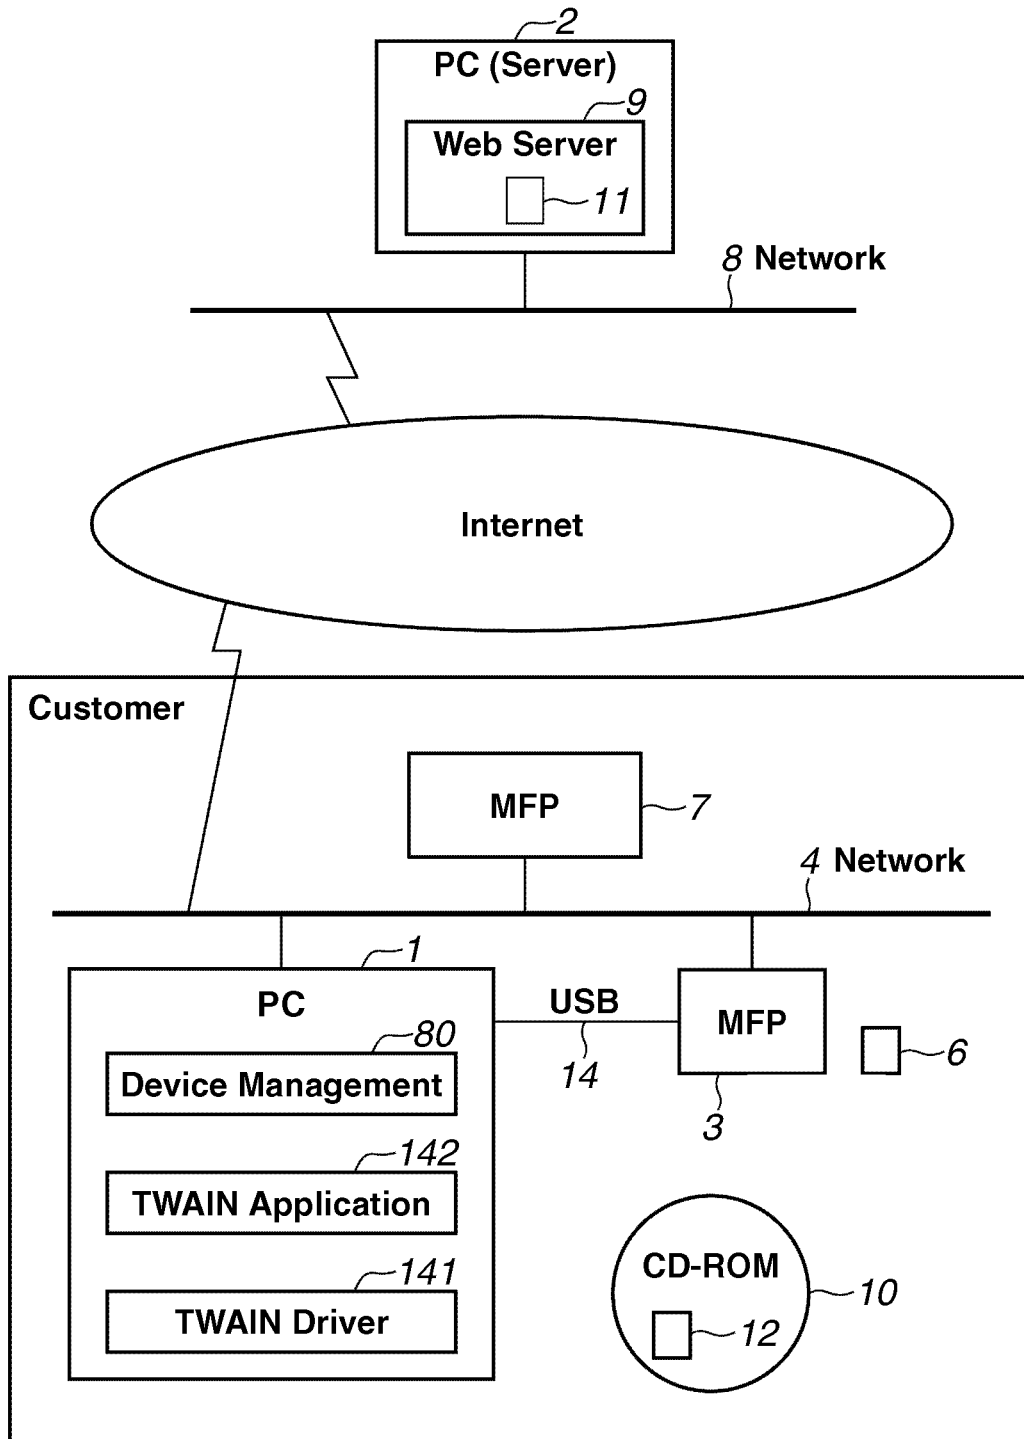 2
PC (Server)
9
Web Server
11
8 Network
Internet
Customer
MFP
7
4 Network
1
PC
USB
MFP
14
3
6
80
Device Management
142
TWAIN Application
141
TWAIN Driver
CD-ROM
10
12